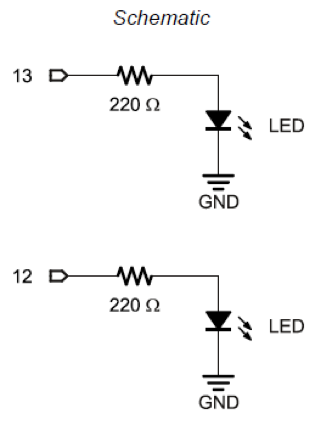 Schematic
13
220 Ω
LED
GND
12
220 Ω
LED
GND